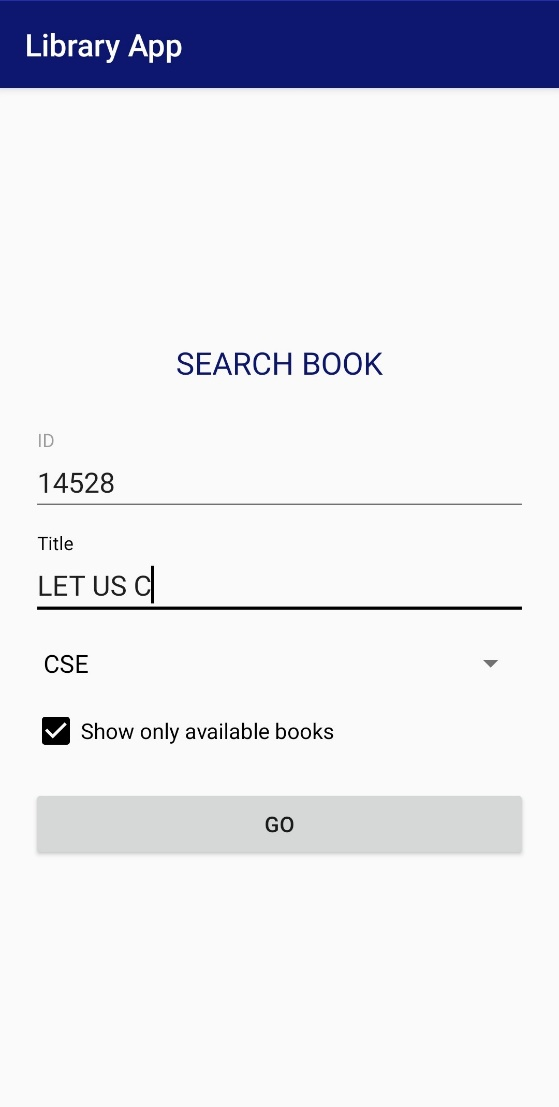 Library App
SEARCH BOOK
ID
14528
Title
LET US C
CSE
Show only available books
GO